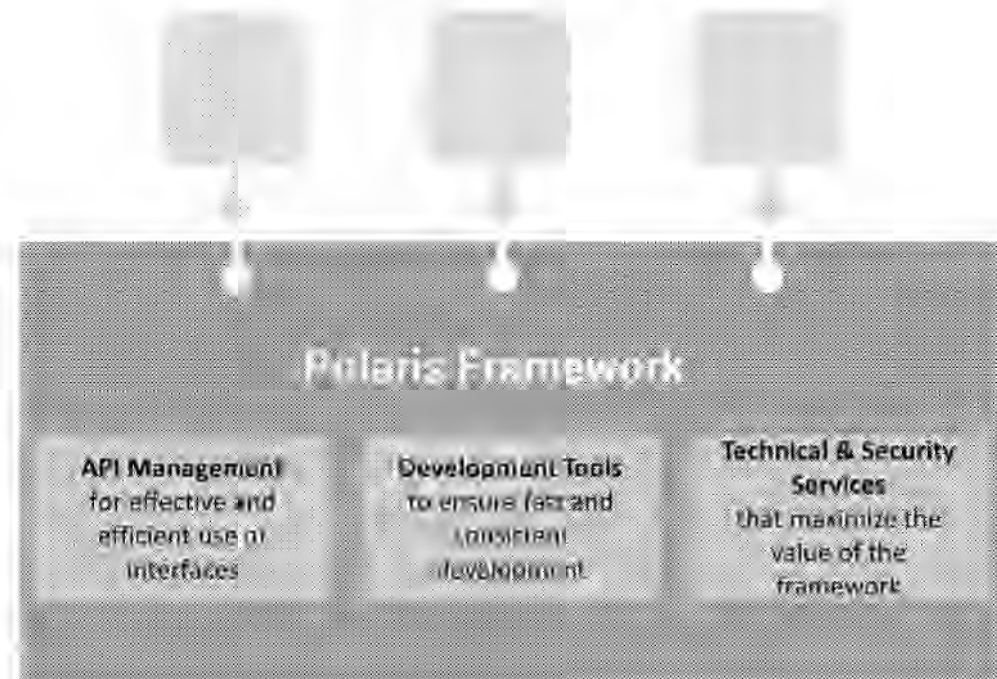 Polaris Framework
API Management
for effective and
efficient use of
interfaces
Development Tools
to ensure fast and
consistent
development
Technical & Security
Services
that maximize the
value of the
framework